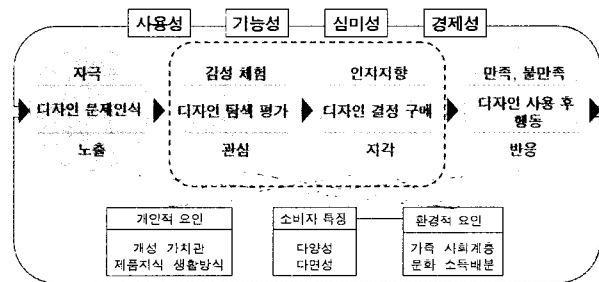 사용성 기능성 심미성 경제성
자극 감성 체험 인지지향 만족, 불만족
디자인 문제인식 디자인 탐색 평가 디자인 결정 구매 디자인 사용 후
행동
노출 관심 지각 반응
개인적 요인 소비자 특징 환경적 요인
개성 가치관 다양성 가족 사회계층
제품지식 생활방식 다면성 문화 소득배분